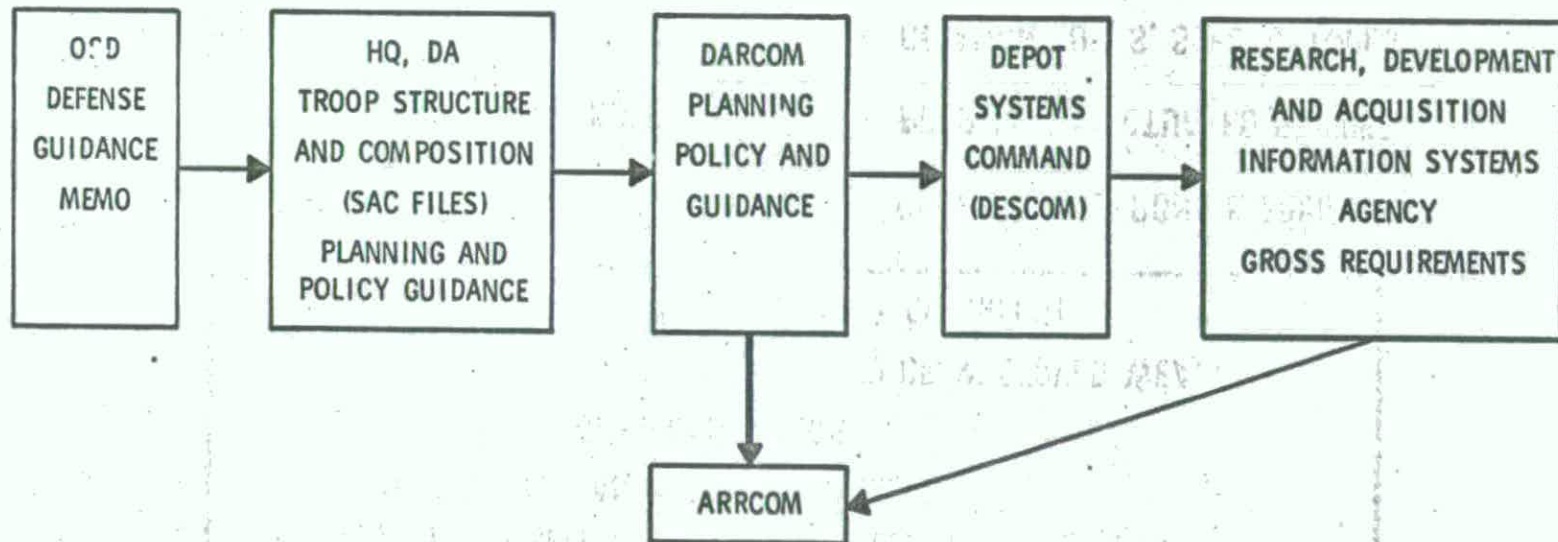 DEFENSE
GUIDANCE
MEMO
HQ, DA
TROOP STRUCTURE
AND COMPOSITION
(SAC FILES)
PLANNING AND
POLICY GUIDANCE
DARCOM
PLANNING
POLICY AND
GUIDANCE
DEPOT
SYSTEMS
COMMAND
(DESCOM)
RESEARCH, DEVELOPMENT
AND ACQUISITION
INFORMATION SYSTEMS
AGENCY
GROSS REQUIREMENTS
ARRCOM